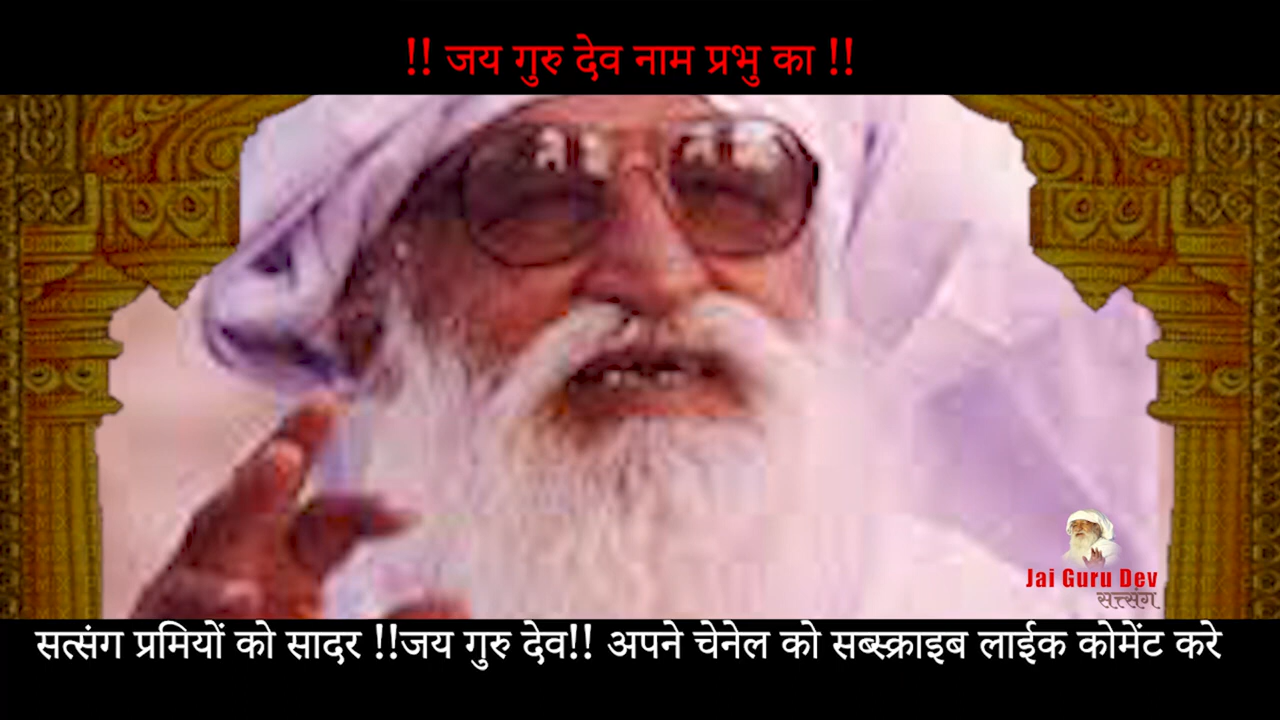 !! जय गुरु देव नाम प्रभु का !!
Jai Guru Dev
सत्संग
सत्संग प्रमियों को सादर !!जय गुरु देव!! अपने चेनेल को सब्स्क्राइब लाईक कोमेंट करे